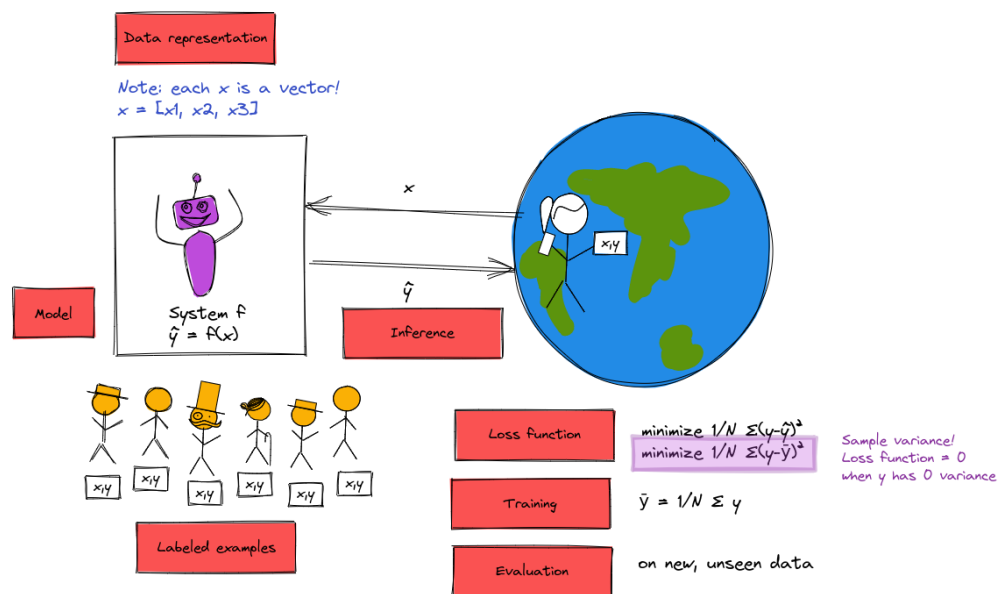 Data representation
Note: each x is a vector!
x = [x1, x2, x3]
x
x,y
ŷ
System f
ŷ = f(x)
Model
Inference
x,y
x,y
x,y
x,y
x,y
x,y
Labeled examples
Loss function
minimize 1/N Σ(y-ŷ)²
minimize 1/N Σ(y-ȳ)²
Sample variance!
Loss function = 0
when y has 0 variance
Training
ȳ = 1/N Σ y
Evaluation
on new, unseen data